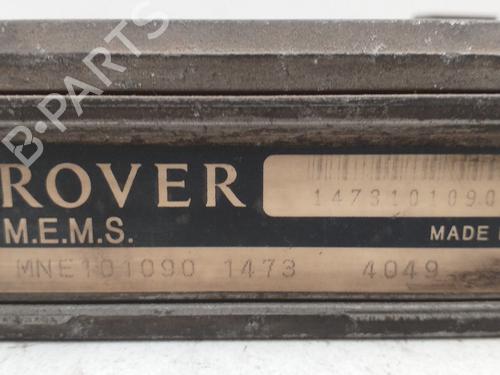 ROVER
1473101090
M.E.M.S.
MADE
MNE101090 1473 4049
B-PARTS